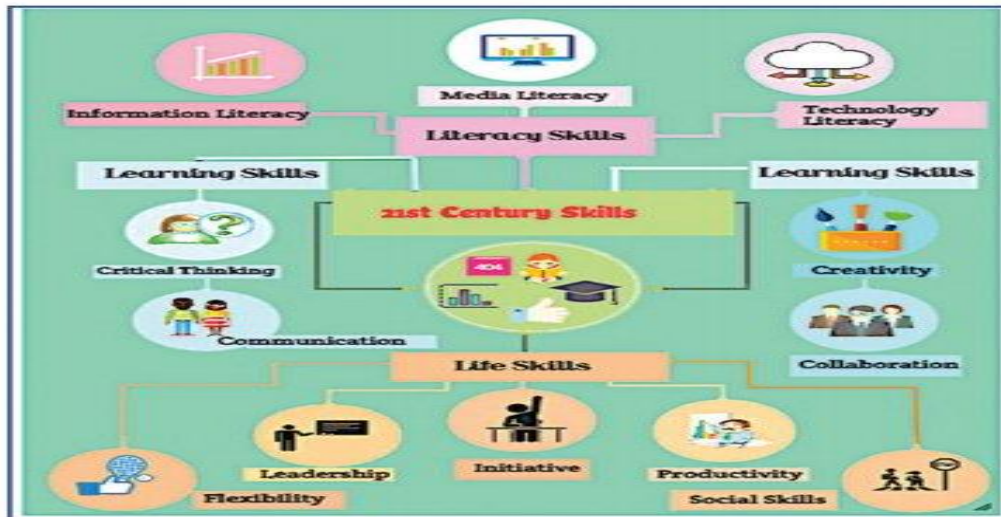 Media Literacy
Information Literacy
Technology
Literacy
Literacy Skills
Learning Skills
Learning Skills
21st Century Skills
404
Critical Thinking
Creativity
Communication
Collaboration
Life Skills
Leadership
Initiative
Productivity
Flexibility
Social Skills